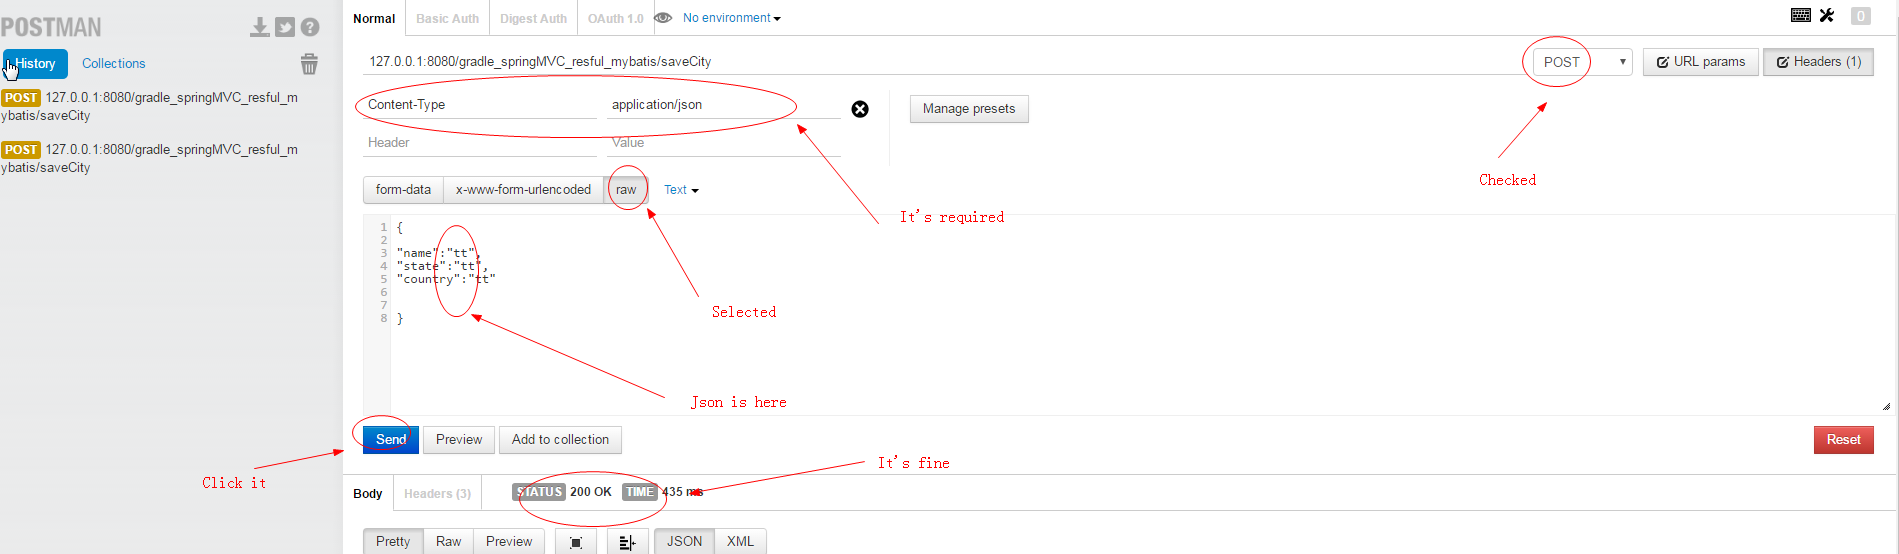 POSTMAN
History Collections
POST 127.0.0.1:8080/gradle_springMVC_resful_m
ybatis/saveCity
POST 127.0.0.1:8080/gradle_springMVC_resful_m
ybatis/saveCity
Normal Basic Auth Digest Auth OAuth 1.0 No environment 0
127.0.0.1:8080/gradle_springMVC_resful_mybatis/saveCity POST URL params Headers (1)
Content-Type application/json Manage presets
Header Value
Checked
form-data x-www-form-urlencoded raw Text
It's required
1 {
2
3 "name":"tt",
4 "state":"tt",
5 "country":"tt"
6
7
8 }
Selected
Json is here
Send Preview Add to collection Reset
Click it
It's fine
Body Headers (3) STATUS 200 OK TIME 435 ms
Pretty Raw Preview JSON XML